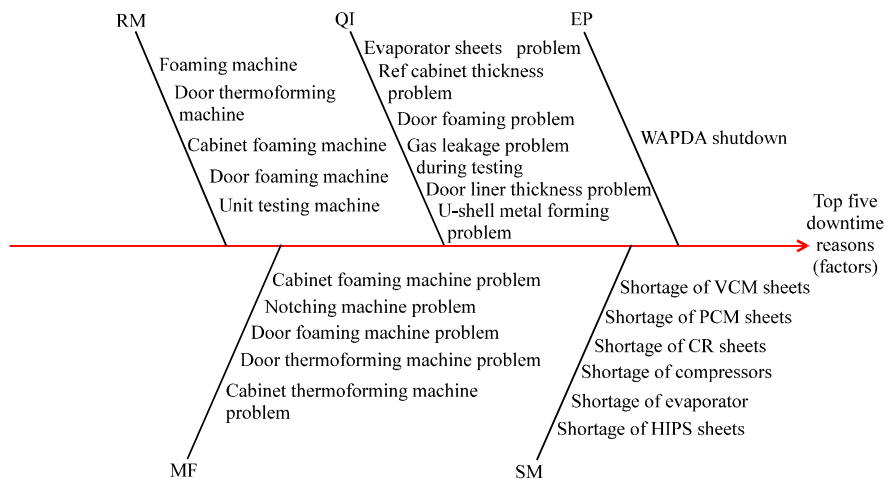 RM
Foaming machine
Door thermoforming
machine
Cabinet foaming machine
Door foaming machine
Unit testing machine
QI
Evaporator sheets problem
Ref cabinet thickness
problem
Door foaming problem
Gas leakage problem
during testing
Door liner thickness problem
U-shell metal forming
problem
EP
WAPDA shutdown
Top five
downtime
reasons
(factors)
Cabinet foaming machine problem
Notching machine problem
Door foaming machine problem
Door thermoforming machine problem
Cabinet thermoforming machine
problem
MF
Shortage of VCM sheets
Shortage of PCM sheets
Shortage of CR sheets
Shortage of compressors
Shortage of evaporator
Shortage of HIPS sheets
SM